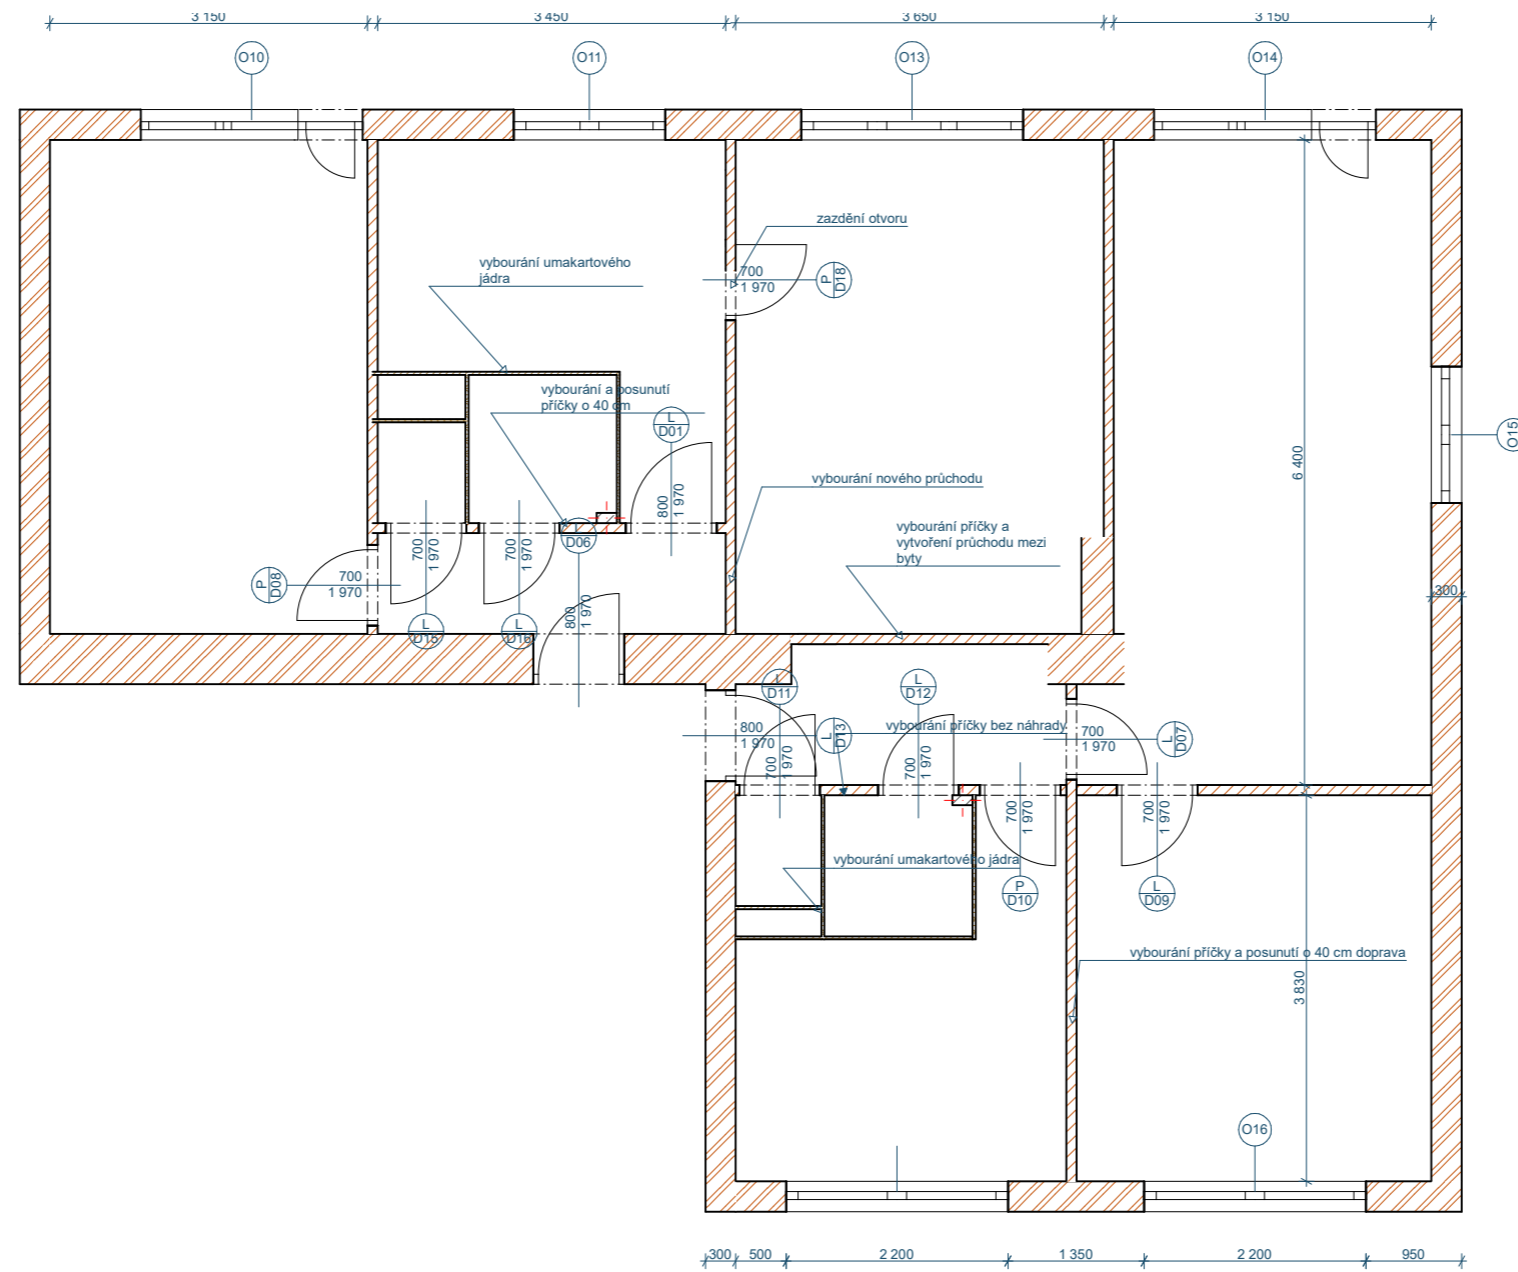 3 150
3 450
3 650
3 150
O10
O11
O13
O14
zazdění otvoru
vybourání umakartového
jádra
700
1 970
P
D18
vybourání a posunutí
příčky o 40 cm
L
D01
O15
6 400
vybourání nového průchodu
800
1 970
vybourání příčky a
vytvoření průchodu mezi
byty
D06
700
1 970
700
1 970
P
D08
700
1 970
300
800
1 970
L
D15
L
D16
L
D11
L
D12
vybourání příčky bez náhrady
800
1 970
L
D13
700
1 970
L
D07
700
1 970
700
1 970
700
1 970
700
1 970
vybourání umakartového jádra
P
D10
L
D09
vybourání příčky a posunutí o 40 cm doprava
3 830
O16
300
500
2 200
1 350
2 200
950